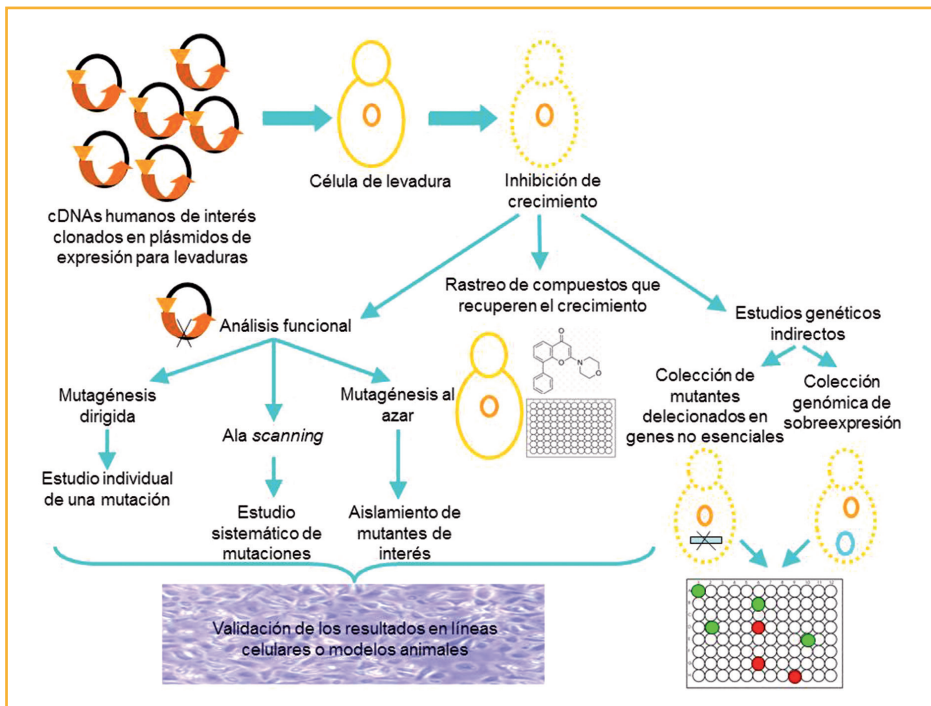 cDNAs humanos de interés
clonados en plásmidos de
expresión para levaduras
Célula de levadura
Inhibición de
crecimiento
Rastreo de compuestos que
recuperen el crecimiento
Análisis funcional
Estudios genéticos
indirectos
Mutagénesis
dirigida
Ala scanning
Mutagénesis al
azar
Colección de
mutantes
delecionados en
genes no esenciales
Colección
genómica de
sobreexpresión
Estudio individual
de una mutación
Estudio
sistemático de
mutaciones
Aislamiento de
mutantes de
interés
O
N
O
O
Validación de los resultados en líneas
celulares o modelos animales